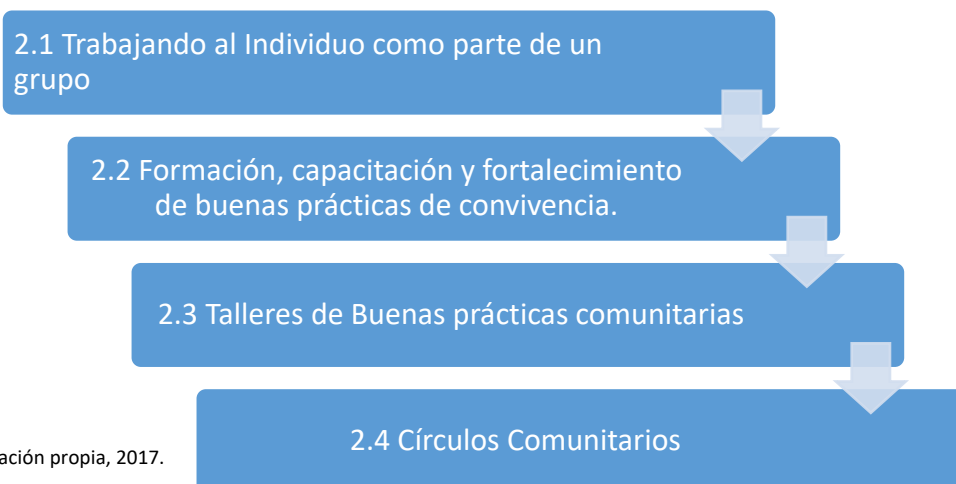 2.1 Trabajando al Individuo como parte de un
grupo
2.2 Formación, capacitación y fortalecimiento
de buenas prácticas de convivencia.
2.3 Talleres de Buenas prácticas comunitarias
2.4 Círculos Comunitarios
propia, 2017.